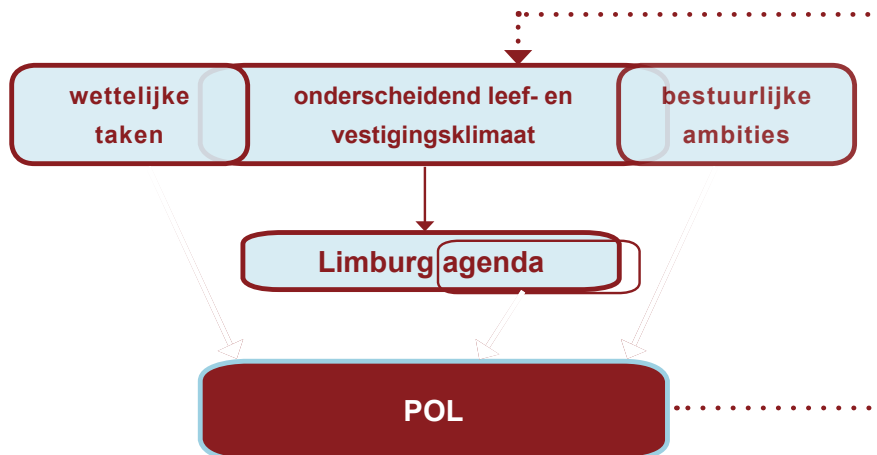 wettelijke
taken
onderscheidend leef- en
vestigingsklimaat
bestuurlijke
ambities
Limburg agenda
POL